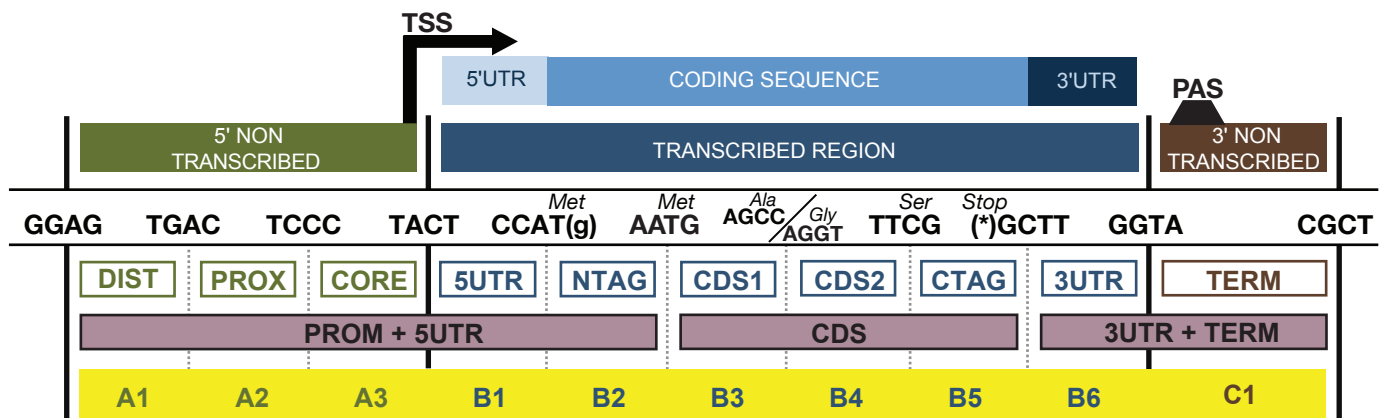 TSS
5'UTR CODING SEQUENCE 3'UTR
PAS
5' NON
TRANSCRIBED
TRANSCRIBED REGION
3' NON
TRANSCRIBED
Met Met Ala Gly Ser Stop
GGAG TGAC TCCC TACT CCAT(g) AATG AGCC/AGGT TTCG (*)GCTT GGTA CGCT
DIST PROX CORE 5UTR NTAG CDS1 CDS2 CTAG 3UTR TERM
PROM + 5UTR CDS 3UTR + TERM
A1 A2 A3 B1 B2 B3 B4 B5 B6 C1